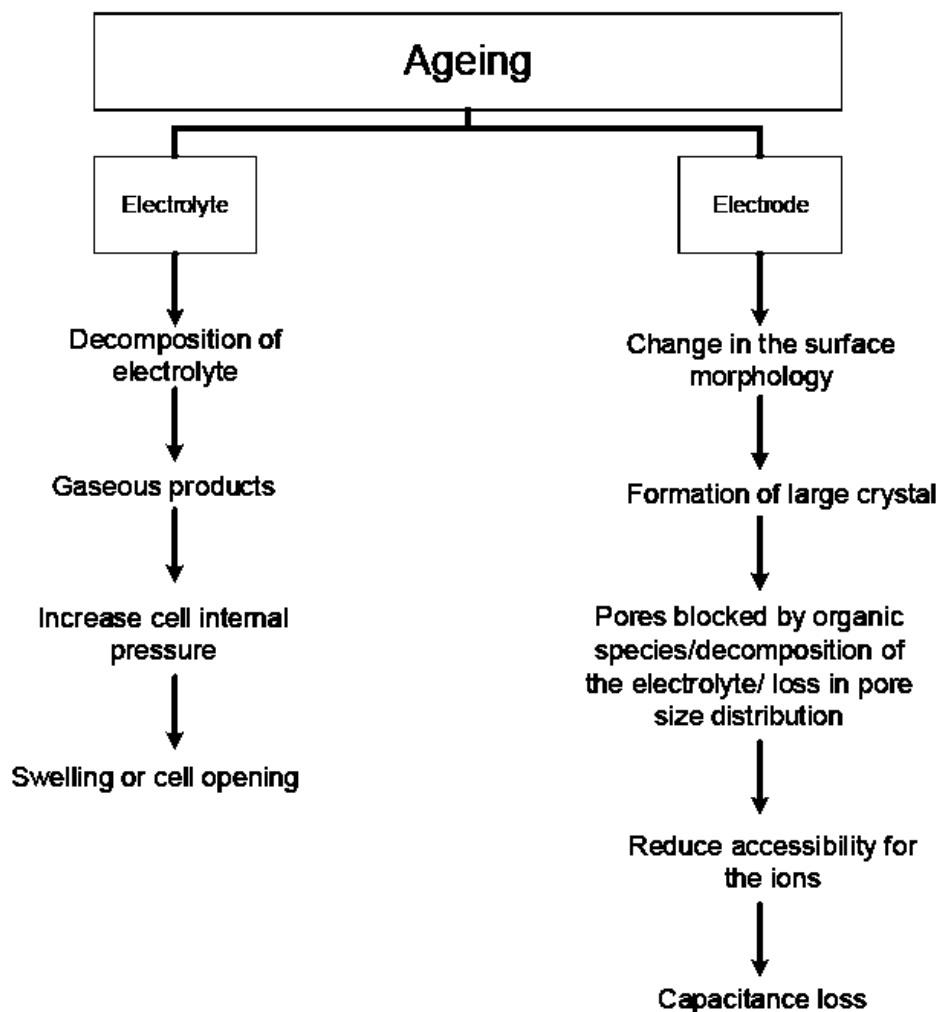 Ageing
Electrolyte
Decomposition of
electrolyte
Gaseous products
Increase cell internal
pressure
Swelling or cell opening
Electrode
Change in the surface
morphology
Formation of large crystal
Pores blocked by organic
species/decomposition of
the electrolyte/ loss in pore
size distribution
Reduce accessibility for
the ions
Capacitance loss